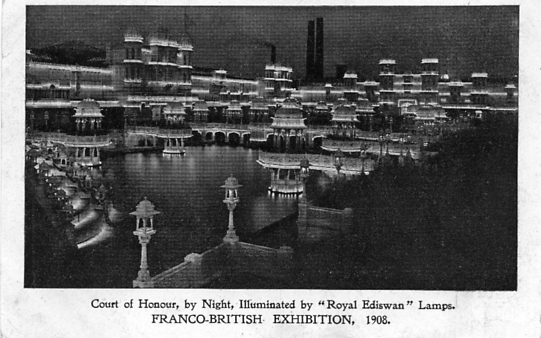 Court of Honour, by Night, Illuminated by "Royal Ediswan" Lamps.
FRANCO-BRITISH EXHIBITION, 1908.